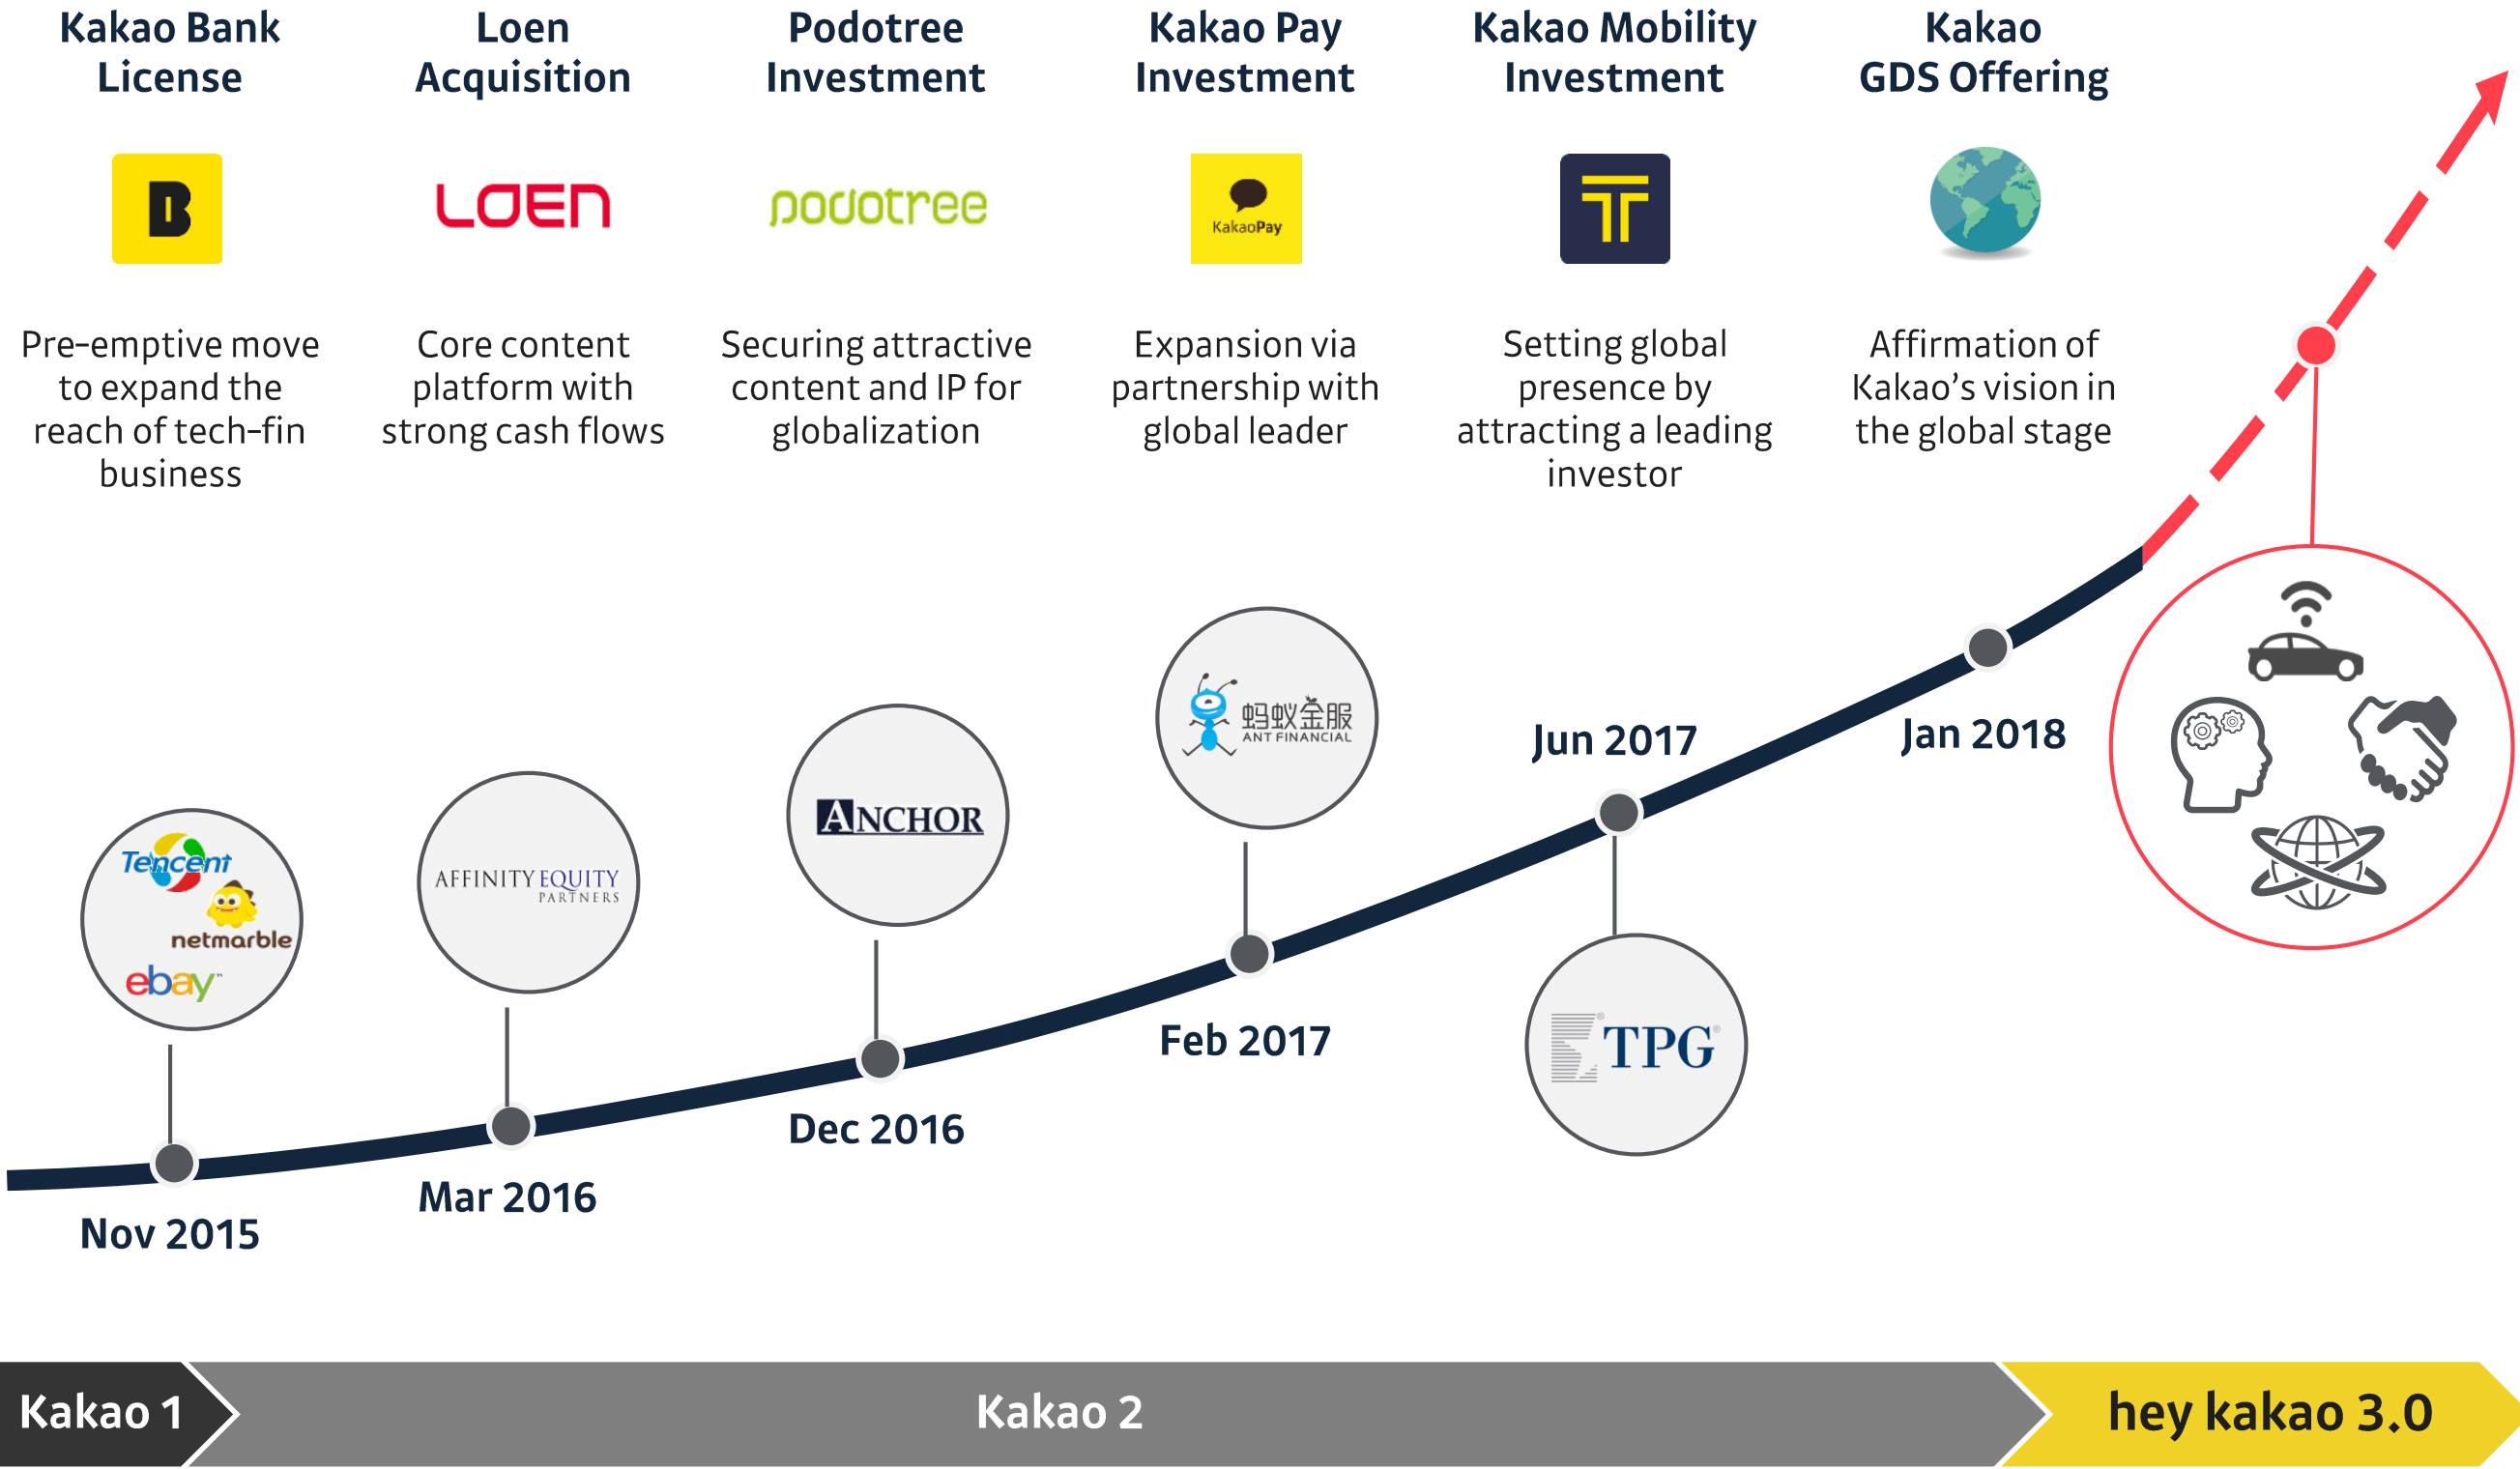 Kakao Bank
License
Loen
Acquisition
Podotree
Investment
Kakao Pay
Investment
Kakao Mobility
Investment
Kakao
GDS Offering
B
LOEN
podotree
KakaoPay
T
Pre-emptive move
to expand the
reach of tech-fin
business
Core content
platform with
strong cash flows
Securing attractive
content and IP for
globalization
Expansion via
partnership with
global leader
Setting global
presence by
attracting a leading
investor
Affirmation of
Kakao's vision in
the global stage
Tencent
netmarble
ebay™
AFFINITY EQUITY
PARTNERS
ANCHOR
蚂蚁金服
ANT FINANCIAL
® TPG®
Nov 2015
Mar 2016
Dec 2016
Feb 2017
Jun 2017
Jan 2018
Kakao 1
Kakao 2
hey kakao 3.0